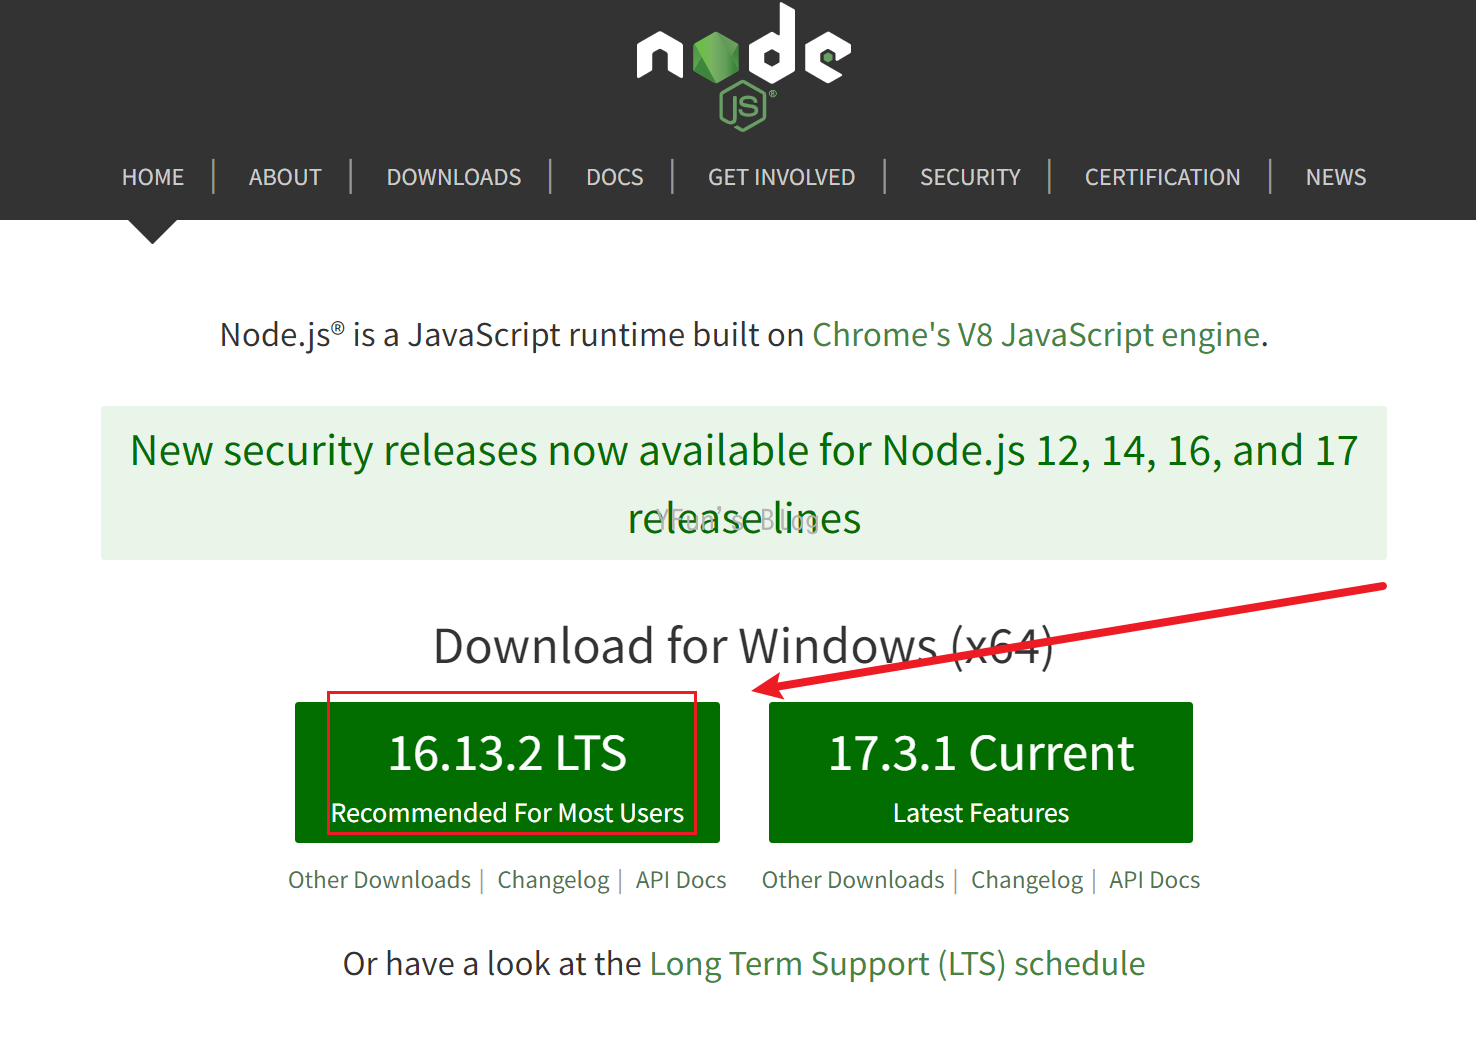 node
JS®
HOME | ABOUT | DOWNLOADS | DOCS | GET INVOLVED | SECURITY | CERTIFICATION | NEWS
Node.js® is a JavaScript runtime built on Chrome's V8 JavaScript engine.
New security releases now available for Node.js 12, 14, 16, and 17
release lines
YFun's BLog
Download for Windows (x64)
16.13.2 LTS
Recommended For Most Users
17.3.1 Current
Latest Features
Other Downloads | Changelog | API Docs
Other Downloads | Changelog | API Docs
Or have a look at the Long Term Support (LTS) schedule